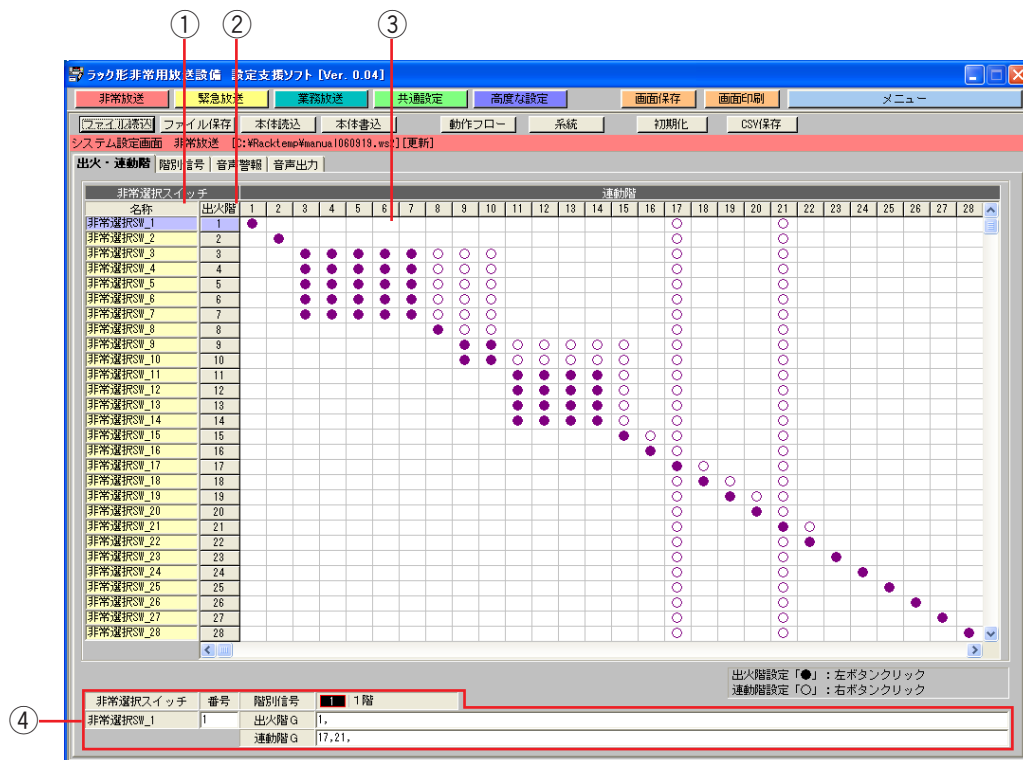 ① ② ③
ラック形非常用放送設備 設定支援ソフト [Ver. 0.04]
非常放送 緊急放送 業務放送 共通設定 高度な設定 画面保存 画面印刷 メニュー
ファイル読込 ファイル保存 本体読込 本体書込 動作フロー 系統 初期化 CSV保存
システム設定画面 非常放送 [C:¥Racktemp¥manual060919.ws2][更新]
出火・連動階 階別信号 音声警報 音声出力
非常選択スイッチ 連動階
名称 出火階 1 2 3 4 5 6 7 8 9 10 11 12 13 14 15 16 17 18 19 20 21 22 23 24 25 26 27 28
非常選択SW_1 1
非常選択SW_2 2
非常選択SW_3 3
非常選択SW_4 4
非常選択SW_5 5
非常選択SW_6 6
非常選択SW_7 7
非常選択SW_8 8
非常選択SW_9 9
非常選択SW_10 10
非常選択SW_11 11
非常選択SW_12 12
非常選択SW_13 13
非常選択SW_14 14
非常選択SW_15 15
非常選択SW_16 16
非常選択SW_17 17
非常選択SW_18 18
非常選択SW_19 19
非常選択SW_20 20
非常選択SW_21 21
非常選択SW_22 22
非常選択SW_23 23
非常選択SW_24 24
非常選択SW_25 25
非常選択SW_26 26
非常選択SW_27 27
非常選択SW_28 28
出火階設定「●」：左ボタンクリック
連動階設定「○」：右ボタンクリック
④
非常選択スイッチ 番号 階別信号 1 1階
非常選択SW_1 1 出火階G 1,
連動階G 17,21,